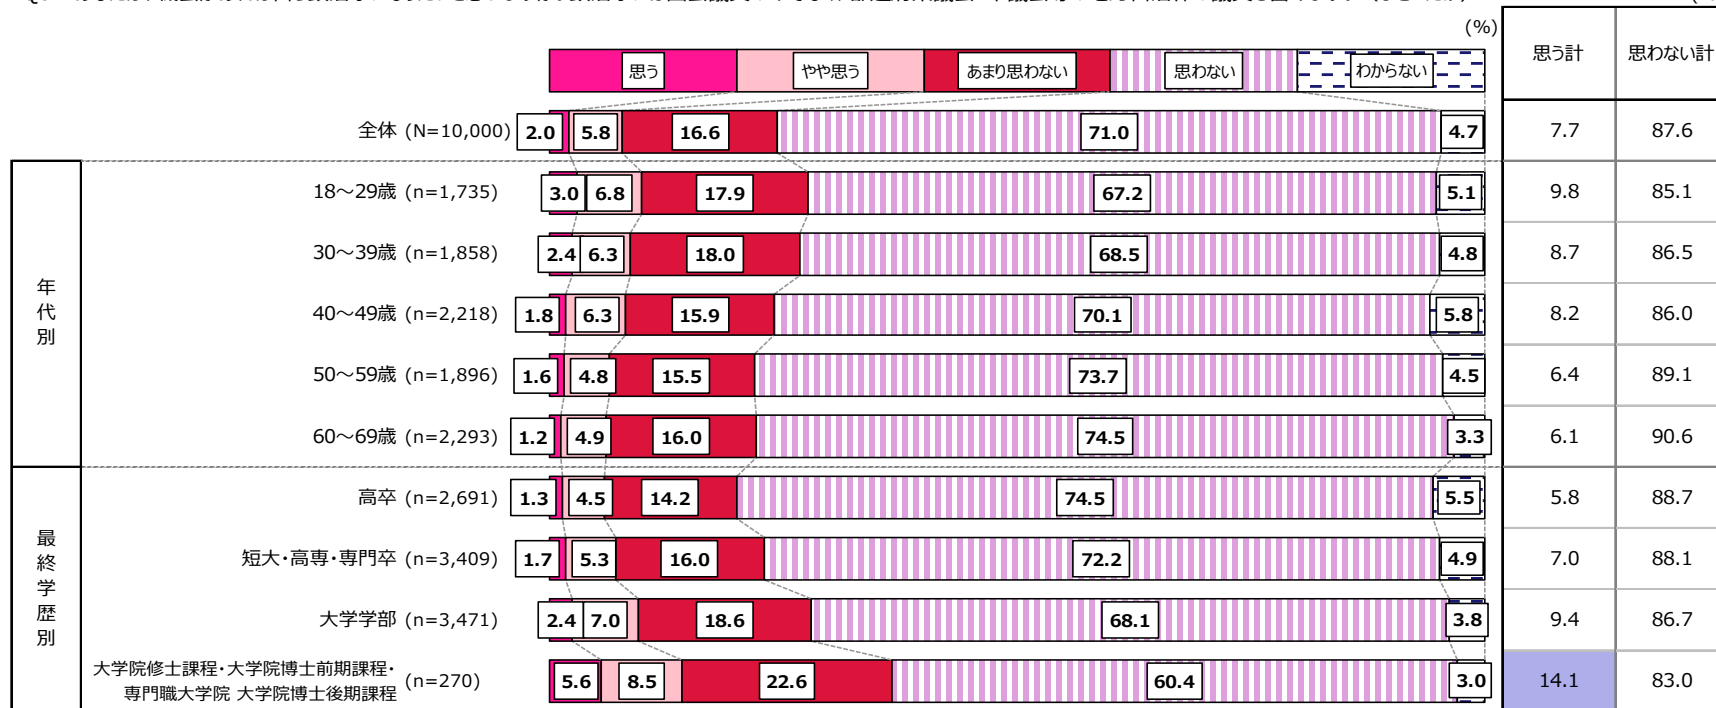 (%)
思う
やや思う
あまり思わない
思わない
わからない
思う計
思わない計
全体 (N=10,000) 2.0 5.8 16.6 71.0 4.7 7.7 87.6
年代別
18～29歳 (n=1,735) 3.0 6.8 17.9 67.2 5.1 9.8 85.1
30～39歳 (n=1,858) 2.4 6.3 18.0 68.5 4.8 8.7 86.5
40～49歳 (n=2,218) 1.8 6.3 15.9 70.1 5.8 8.2 86.0
50～59歳 (n=1,896) 1.6 4.8 15.5 73.7 4.5 6.4 89.1
60～69歳 (n=2,293) 1.2 4.9 16.0 74.5 3.3 6.1 90.6
最終学歴別
高卒 (n=2,691) 1.3 4.5 14.2 74.5 5.5 5.8 88.7
短大・高専・専門卒 (n=3,409) 1.7 5.3 16.0 72.2 4.9 7.0 88.1
大学学部 (n=3,471) 2.4 7.0 18.6 68.1 3.8 9.4 86.7
大学院修士課程・大学院博士前期課程・
専門職大学院 大学院博士後期課程 (n=270) 5.6 8.5 22.6 60.4 3.0 14.1 83.0